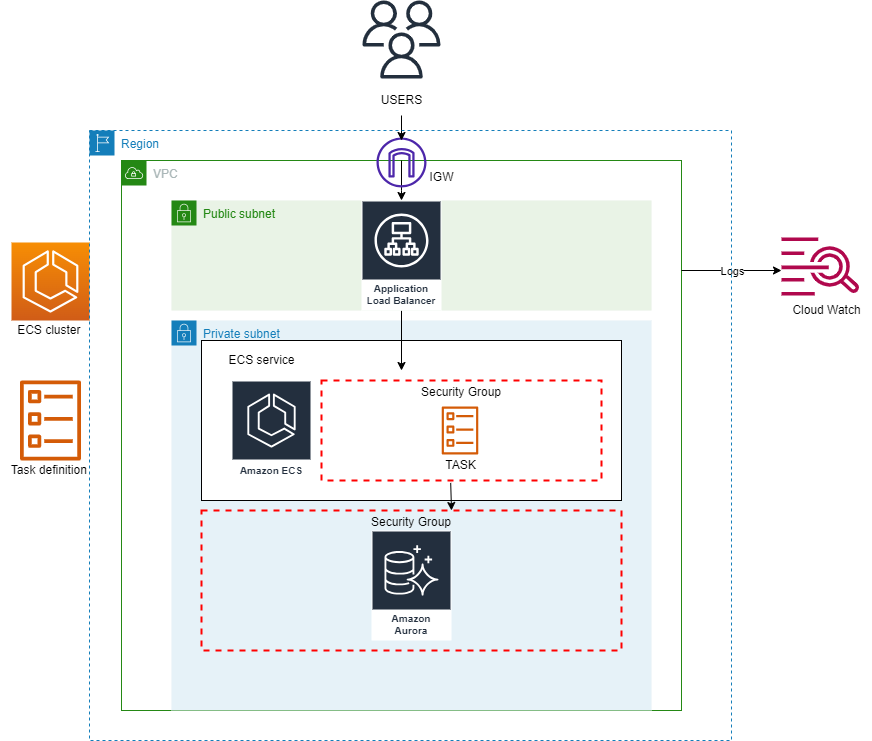 USERS
Region
IGW
VPC
Public subnet
Application
Load Balancer
Logs
Cloud Watch
ECS cluster
Private subnet
ECS service
Security Group
TASK
Amazon ECS
Task definition
Security Group
Amazon
Aurora